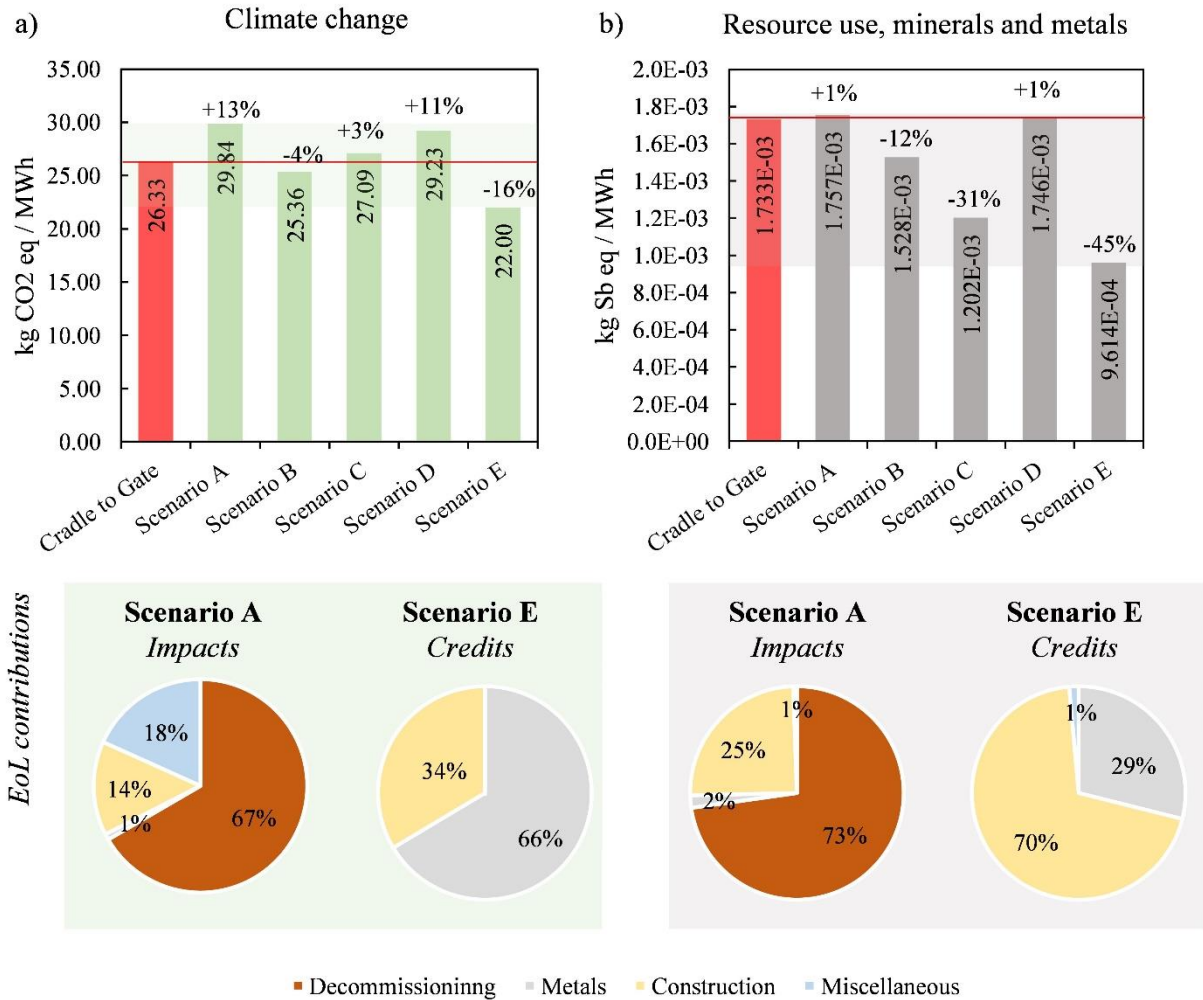 a)
Climate change
kg CO2 eq / MWh
35.00
30.00
25.00
20.00
15.00
10.00
5.00
0.00
+13%
-4%
+3%
+11%
-16%
26.33
29.84
25.36
27.09
29.23
22.00
Cradle to Gate
Scenario A
Scenario B
Scenario C
Scenario D
Scenario E
b)
Resource use, minerals and metals
kg Sb eq / MWh
2.0E-03
1.8E-03
1.6E-03
1.4E-03
1.2E-03
1.0E-03
8.0E-04
6.0E-04
4.0E-04
2.0E-04
0.0E+00
+1%
-12%
-31%
+1%
-45%
1.733E-03
1.757E-03
1.528E-03
1.202E-03
1.746E-03
9.614E-04
Cradle to Gate
Scenario A
Scenario B
Scenario C
Scenario D
Scenario E
EoL contributions
Scenario A
Impacts
18%
14%
1%
67%
Scenario E
Credits
34%
66%
Scenario A
Impacts
1%
25%
2%
73%
Scenario E
Credits
1%
29%
70%
Decommissioninng
Metals
Construction
Miscellaneous